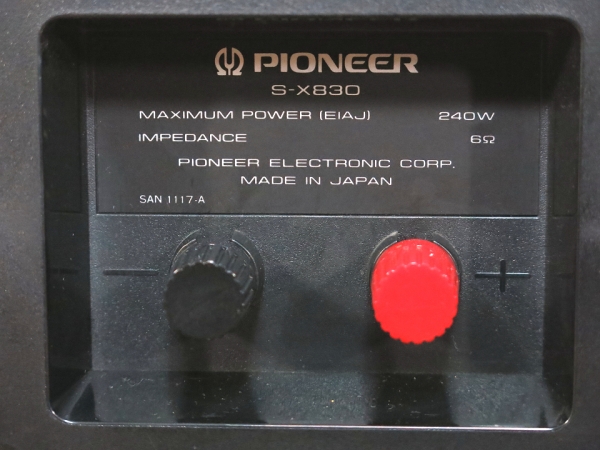 PIONEER
S-X830
MAXIMUM POWER (EIAJ) 240W
IMPEDANCE 6Ω
PIONEER ELECTRONIC CORP.
MADE IN JAPAN
SAN 1117-A
− +